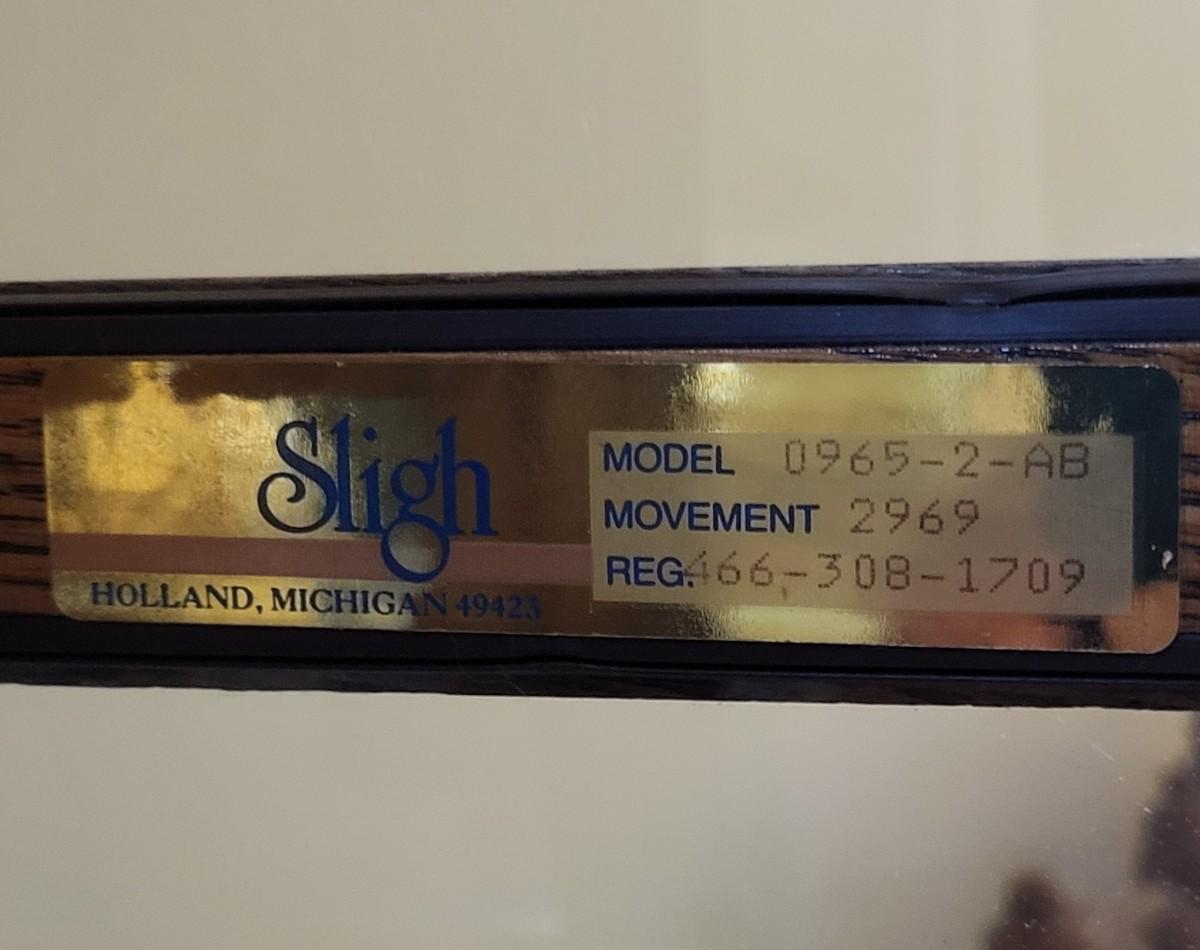 Sligh
HOLLAND, MICHIGAN 49423
MODEL 0965-2-AB
MOVEMENT 2969
REG. 466-308-1709